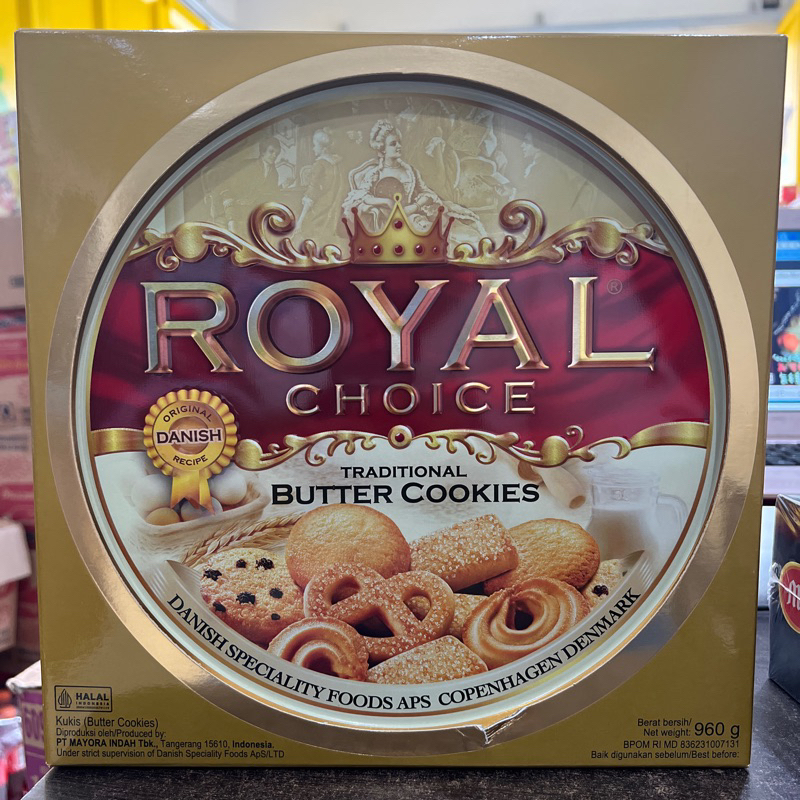 ROYAL®
CHOICE
ORIGINAL
DANISH
RECIPE
TRADITIONAL
BUTTER COOKIES
DANISH SPECIALITY FOODS APS COPENHAGEN DENMARK
HALAL
INDONESIA
Kukis (Butter Cookies)
Diproduksi oleh/Produced by:
PT MAYORA INDAH Tbk., Tangerang 15610, Indonesia.
Under strict supervision of Danish Speciality Foods ApS/LTD
Berat bersih/
Net weight: 960 g
BPOM RI MD 836231007131
Baik digunakan sebelum/Best before: